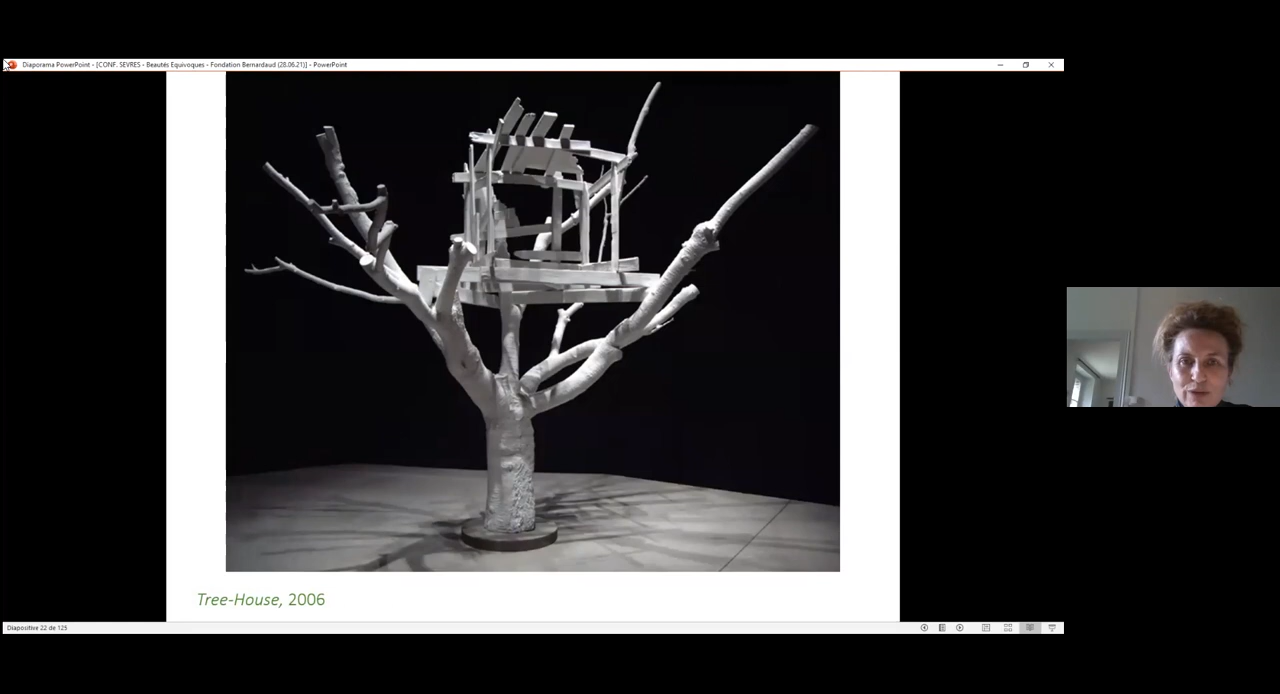 Diaporama PowerPoint - [CONF. SEVRES - Beautés Equivoques - Fondation Bernardaud (28.06.21)] - PowerPoint
Tree-House, 2006
Diapositive 22 de 125